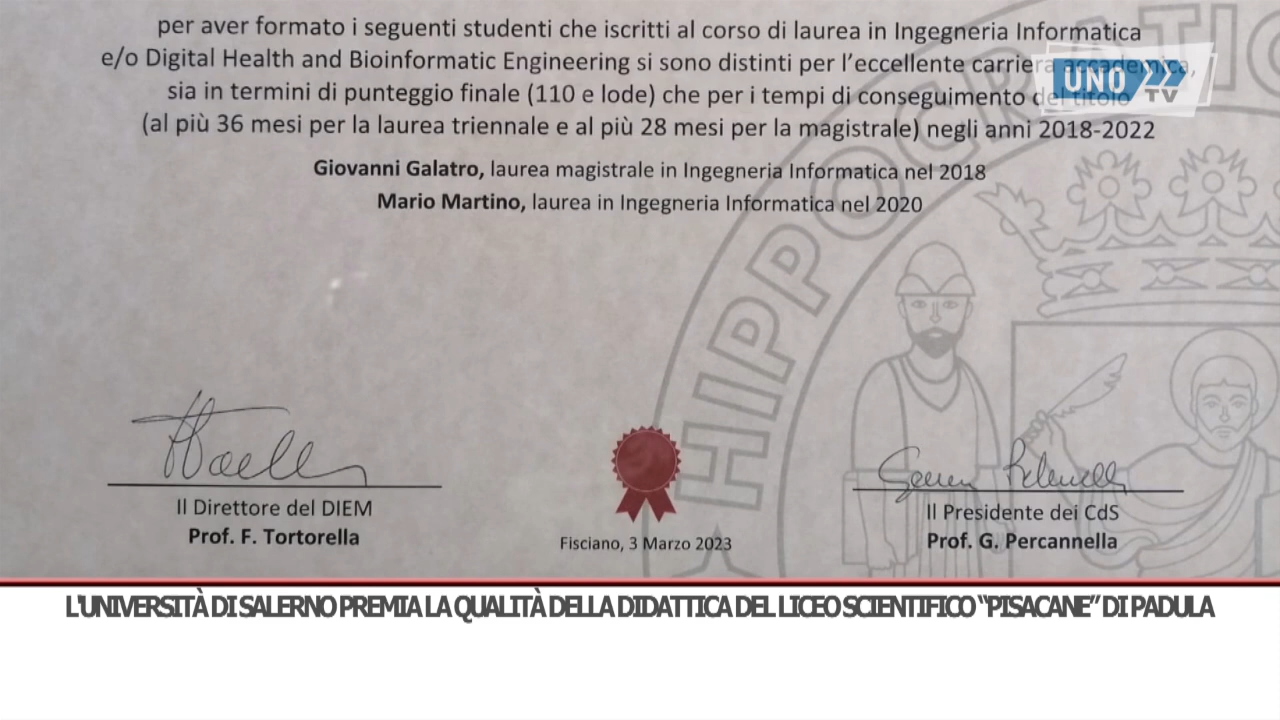 per aver formato i seguenti studenti che iscritti al corso di laurea in Ingegneria Informatica
e/o Digital Health and Bioinformatic Engineering si sono distinti per l'eccellente carriera accademica,
sia in termini di punteggio finale (110 e lode) che per i tempi di conseguimento del titolo
(al più 36 mesi per la laurea triennale e al più 28 mesi per la magistrale) negli anni 2018-2022
UNO TV
Giovanni Galatro, laurea magistrale in Ingegneria Informatica nel 2018
Mario Martino, laurea in Ingegneria Informatica nel 2020
HIPPOCRATIC
Il Direttore del DIEM
Prof. F. Tortorella
Fisciano, 3 Marzo 2023
Il Presidente dei CdS
Prof. G. Percannella
L'UNIVERSITÀ DI SALERNO PREMIA LA QUALITÀ DELLA DIDATTICA DEL LICEO SCIENTIFICO “PISACANE” DI PADULA